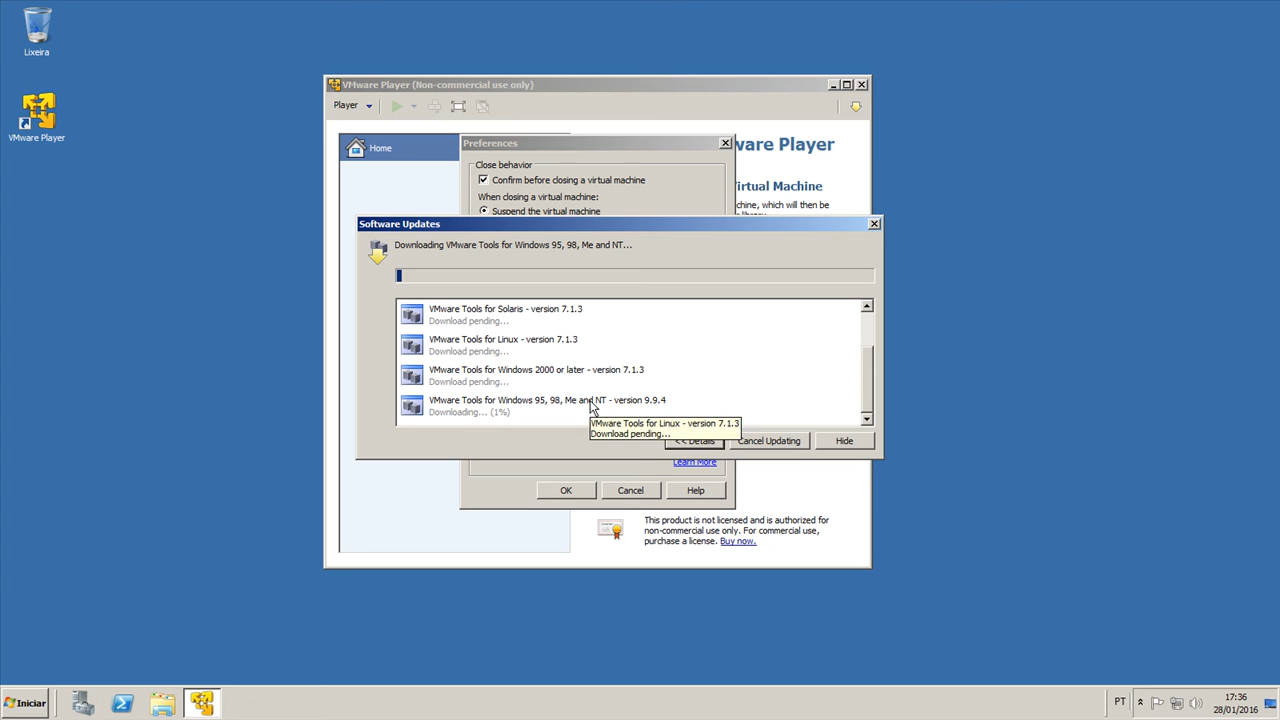 Lixeira
VMware Player
VMware Player (Non-commercial use only)
Player
Home
ware Player
Preferences
Close behavior
Confirm before closing a virtual machine
When closing a virtual machine:
Suspend the virtual machine
irtual Machine
chine, which will then be
Software Updates
Downloading VMware Tools for Windows 95, 98, Me and NT...
VMware Tools for Solaris - version 7.1.3
Download pending...
VMware Tools for Linux - version 7.1.3
Download pending...
VMware Tools for Windows 2000 or later - version 7.1.3
Download pending...
VMware Tools for Windows 95, 98, Me and NT - version 9.9.4
Downloading... (1%)
VMware Tools for Linux - version 7.1.3
Download pending...
<< Details
Cancel Updating
Hide
Learn More
OK
Cancel
Help
This product is not licensed and is authorized for
non-commercial use only. For commercial use,
purchase a license. Buy now.
Iniciar
PT
17:36
28/01/2016